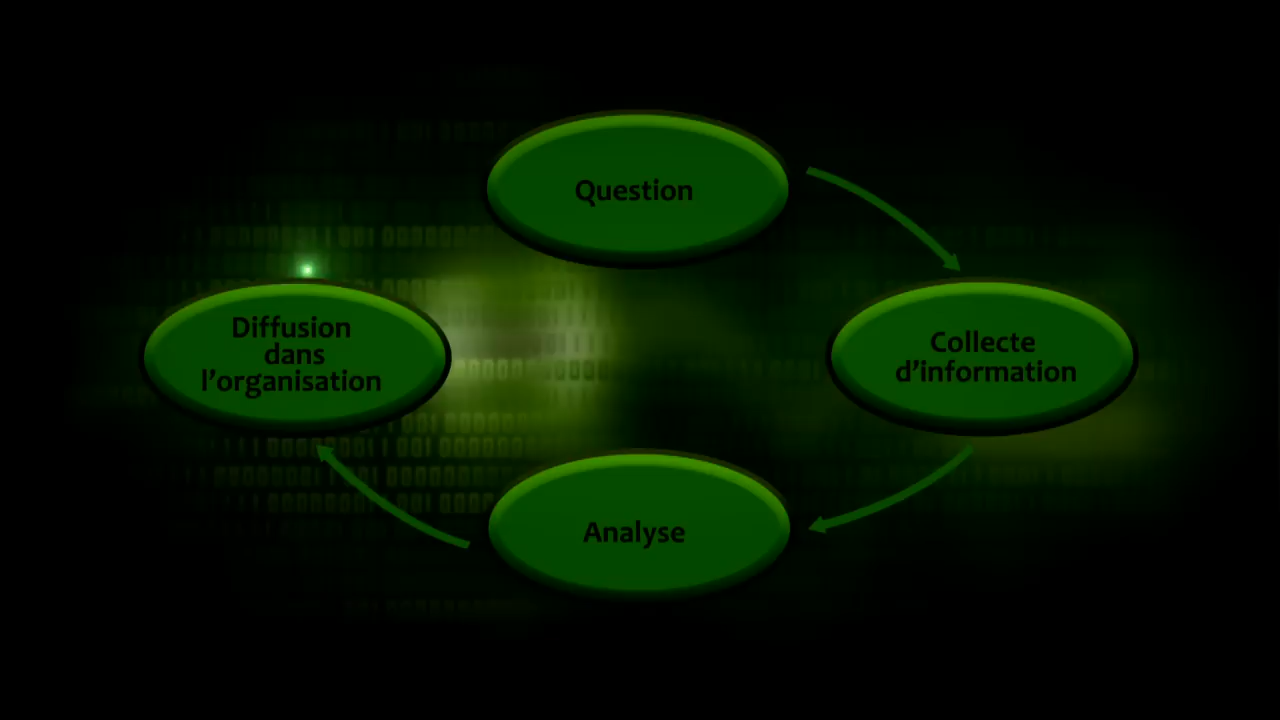 Question
Diffusion
dans
l’organisation
Collecte
d’information
Analyse